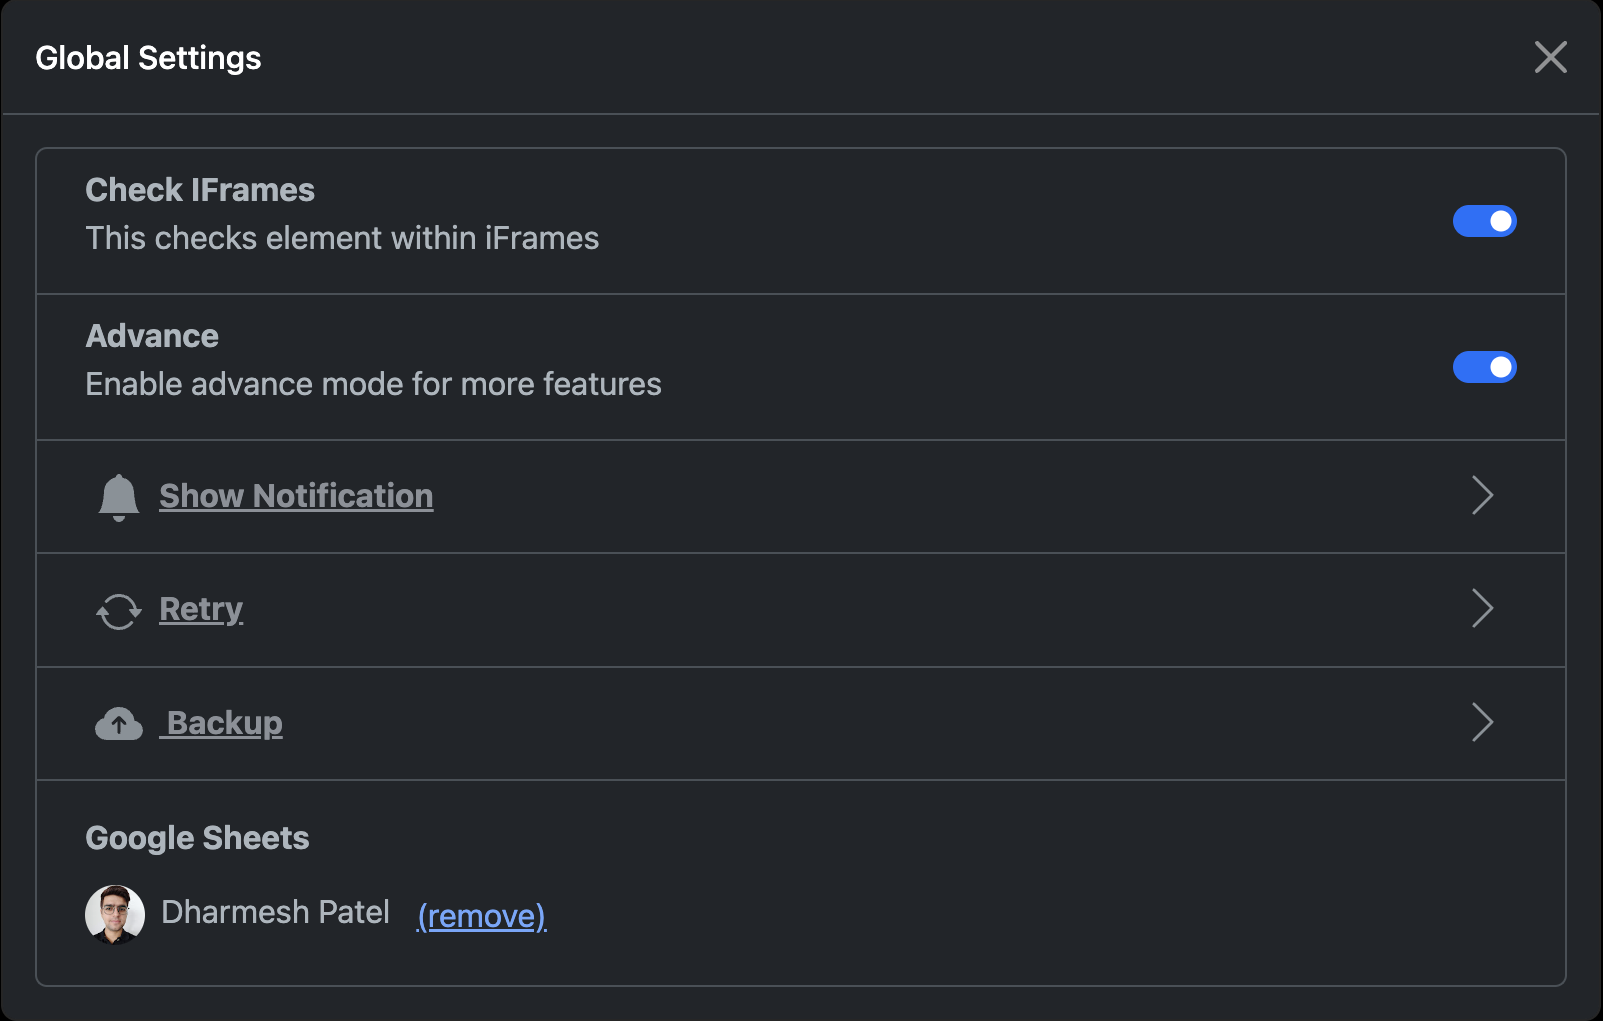 Global Settings
Check IFrames
This checks element within iFrames
Advance
Enable advance mode for more features
Show Notification
Retry
Backup
Google Sheets
Dharmesh Patel (remove)